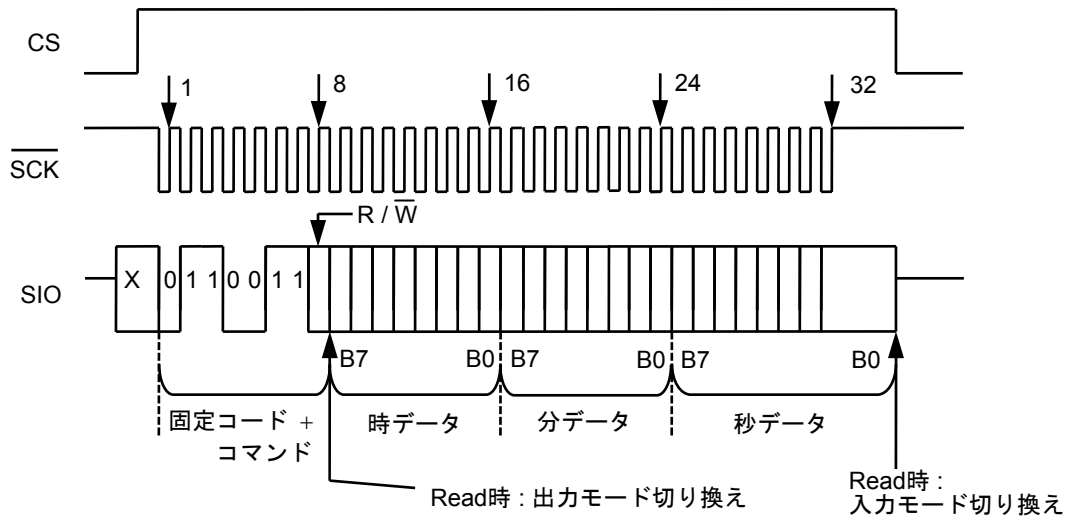 CS
1 8 16 24 32
SCK
R / W
SIO
X 0 1 1 0 0 1 1
B7 B0 B7 B0 B7 B0
固定コード +
コマンド
時データ 分データ 秒データ
Read時 : 出力モード切り換え
Read時 :
入力モード切り換え